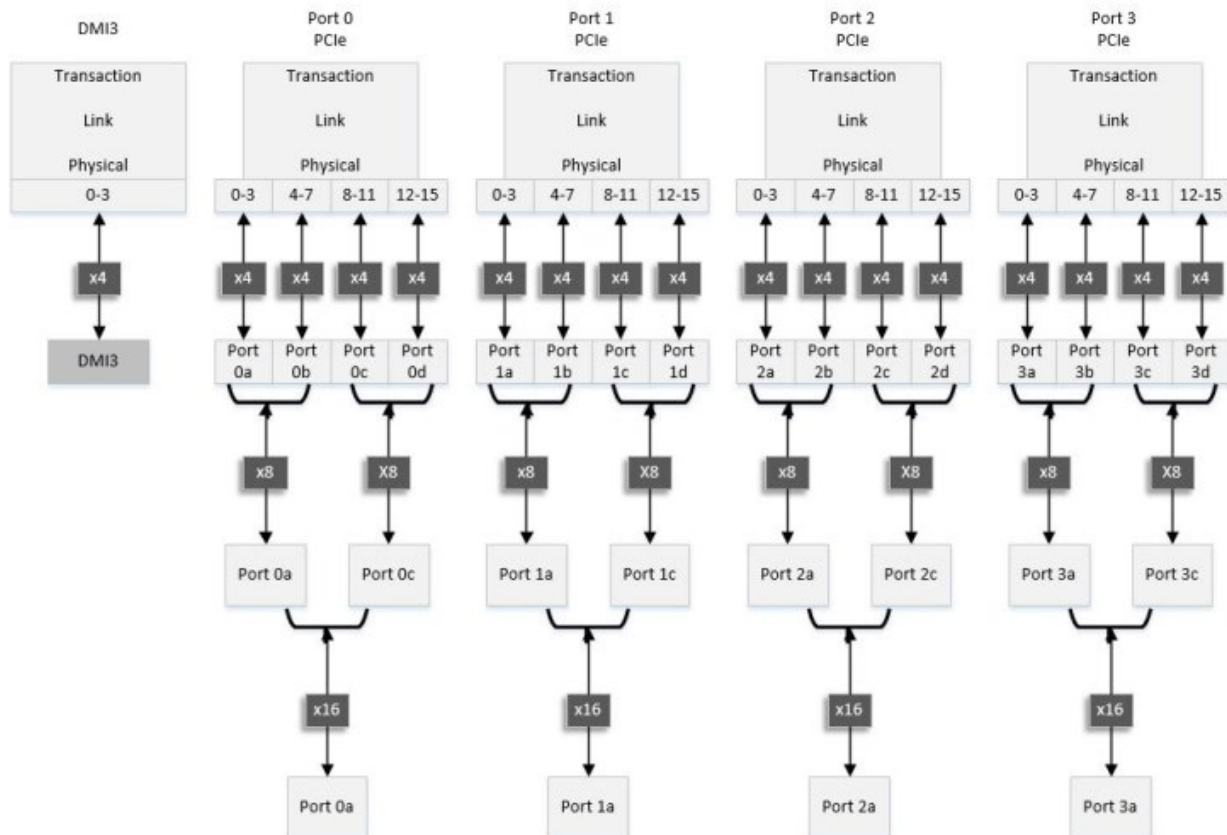 DMI3
Port 0
PCIe
Port 1
PCIe
Port 2
PCIe
Port 3
PCIe
Transaction
Link
Physical
0-3
Transaction
Link
Physical
0-3 4-7 8-11 12-15
Transaction
Link
Physical
0-3 4-7 8-11 12-15
Transaction
Link
Physical
0-3 4-7 8-11 12-15
Transaction
Link
Physical
0-3 4-7 8-11 12-15
x4 x4 x4 x4 x4 x4 x4 x4 x4 x4 x4 x4 x4 x4 x4 x4 x4
DMI3
Port 0a
Port 0b
Port 0c
Port 0d
Port 1a
Port 1b
Port 1c
Port 1d
Port 2a
Port 2b
Port 2c
Port 2d
Port 3a
Port 3b
Port 3c
Port 3d
x8 X8 x8 X8 x8 X8 x8 X8
Port 0a Port 0c Port 1a Port 1c Port 2a Port 2c Port 3a Port 3c
x16 x16 x16 x16
Port 0a Port 1a Port 2a Port 3a